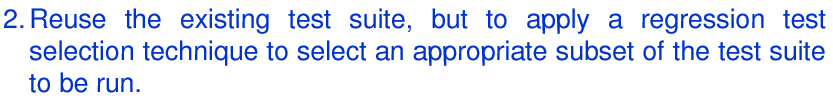 2. Reuse the existing test suite, but to apply a regression test
selection technique to select an appropriate subset of the test suite
to be run.